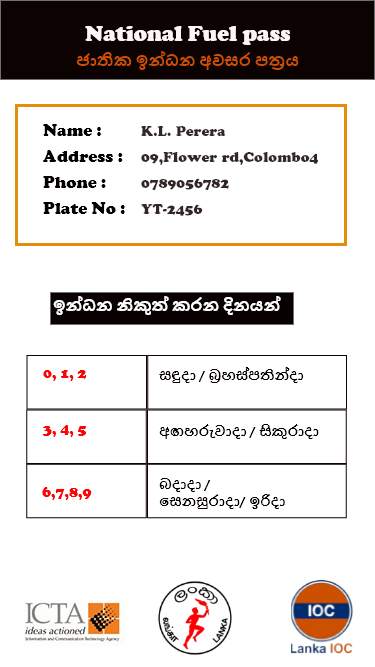 National Fuel pass
ජාතික ඉන්ධන අවසර පත්‍රය
Name : K.L. Perera
Address : 09,Flower rd,Colombo4
Phone : 0789056782
Plate No : YT-2456
ඉන්ධන නිකුත් කරන දිනයන්
0, 1, 2 සඳුදා / බ්‍රහස්පතින්දා
3, 4, 5 අඟහරුවාදා / සිකුරාදා
6,7,8,9 බදාදා /
සෙනසුරාදා/ ඉරිදා
ICTA
ideas actioned
Information and Communication Technology Agency
ලංකා
LANKA
IOC
Lanka IOC